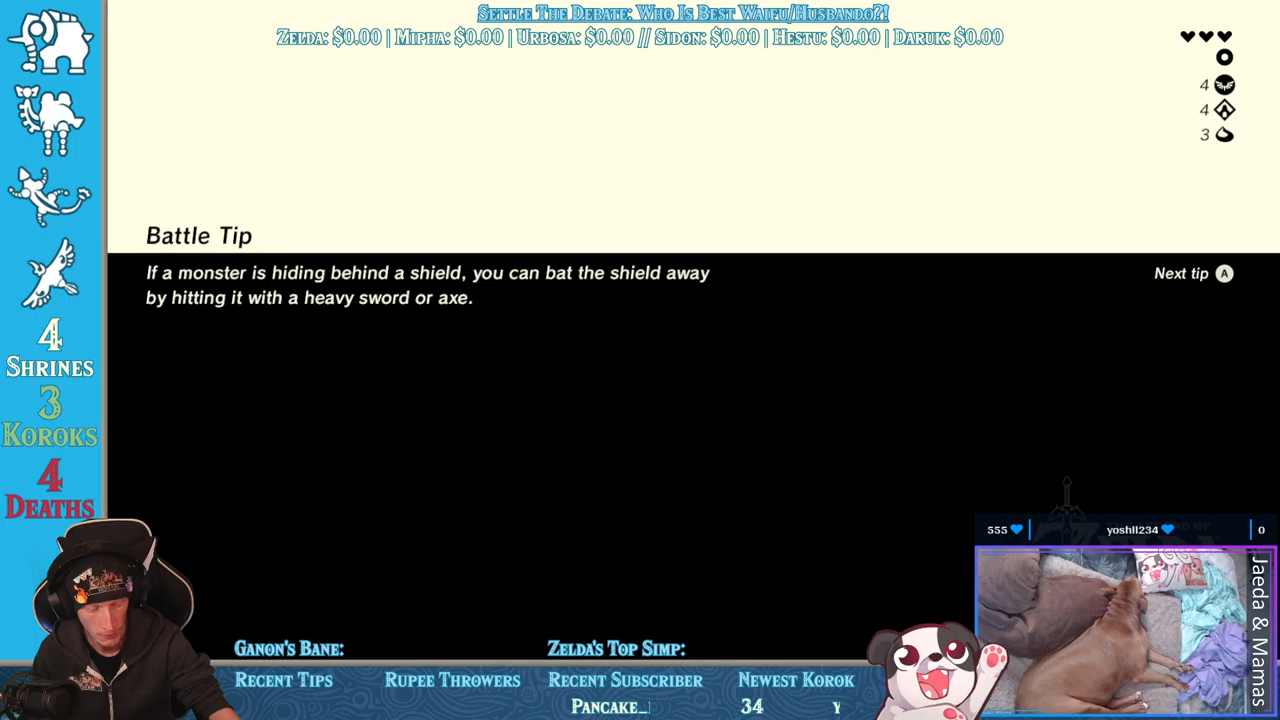 Settle The Debate: Who Is Best Waifu/Husbando?!
Zelda: $0.00 | Mipha: $0.00 | Urbosa: $0.00 // Sidon: $0.00 | Hestu: $0.00 | Daruk: $0.00
4
4
3
Battle Tip
If a monster is hiding behind a shield, you can bat the shield away
by hitting it with a heavy sword or axe.
Next tip A
4
Shrines
3
Koroks
4
Deaths
555
yoshll234
0
Jaeda & Mamas
Ganon's Bane:
Zelda's Top Simp:
Recent Tips
Rupee Throwers
Recent Subscriber
Newest Korok
Pancake_
34
Y